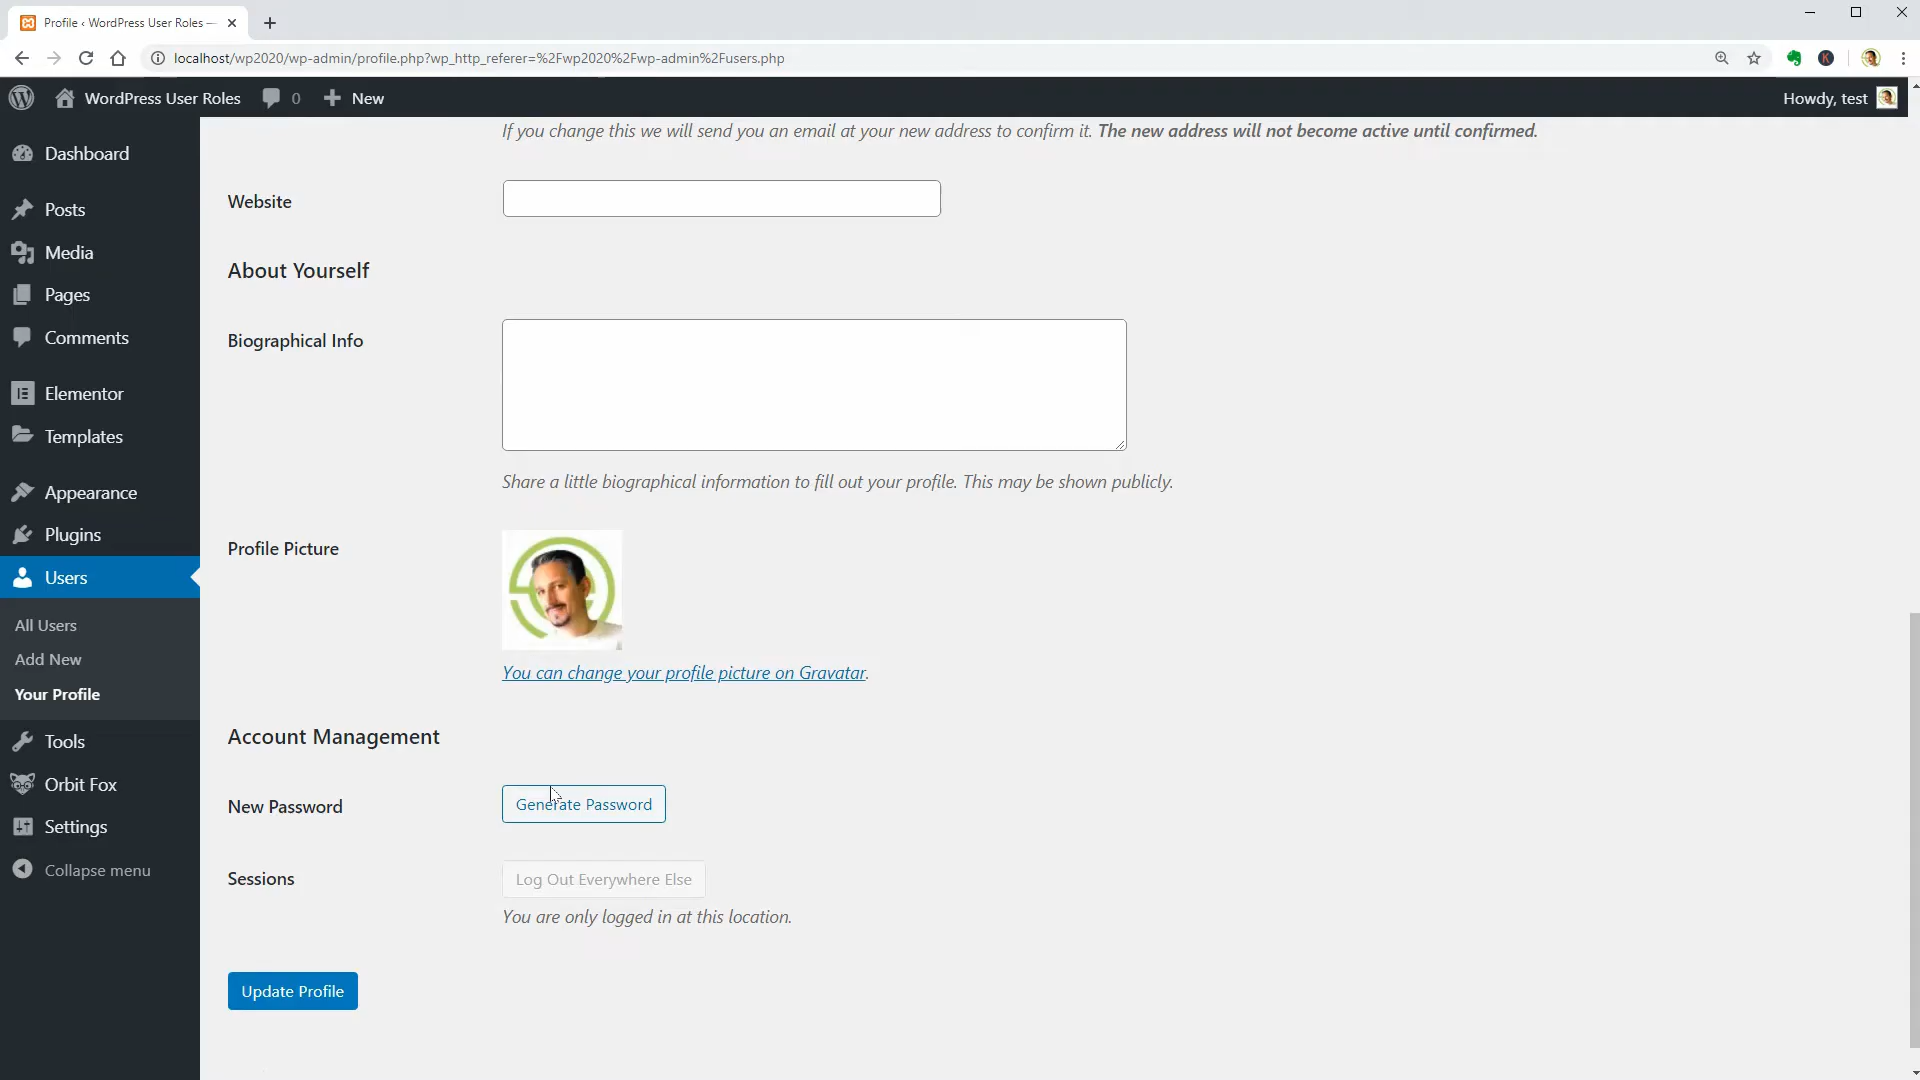 Profile ‹ WordPress User Roles —
localhost/wp2020/wp-admin/profile.php?wp_http_referer=%2Fwp2020%2Fwp-admin%2Fusers.php
K
WordPress User Roles
0
New
Howdy, test
Dashboard
Posts
Media
Pages
Comments
Elementor
Templates
Appearance
Plugins
Users
All Users
Add New
Your Profile
Tools
Orbit Fox
Settings
Collapse menu
If you change this we will send you an email at your new address to confirm it. The new address will not become active until confirmed.
Website
About Yourself
Biographical Info
Share a little biographical information to fill out your profile. This may be shown publicly.
Profile Picture
You can change your profile picture on Gravatar.
Account Management
New Password
Generate Password
Sessions
Log Out Everywhere Else
You are only logged in at this location.
Update Profile